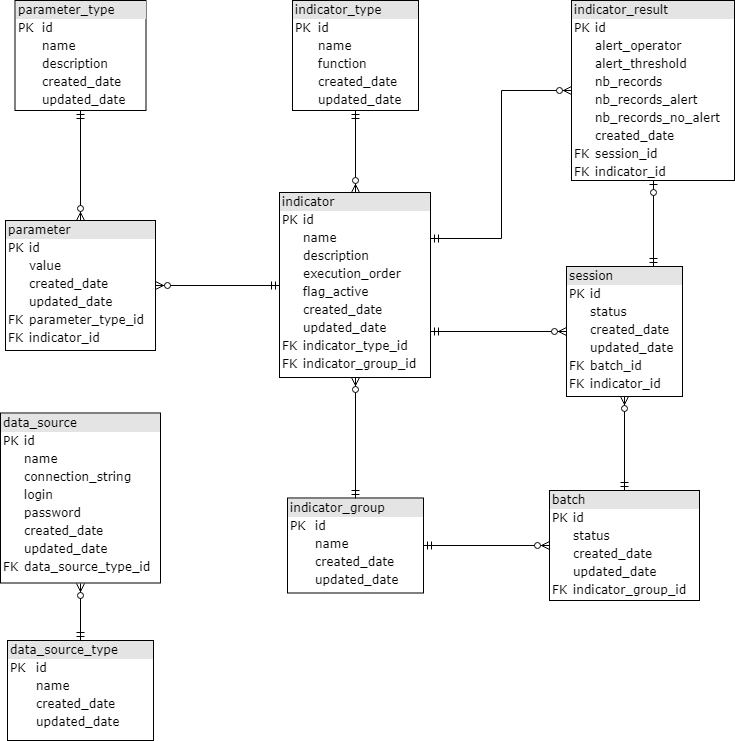 parameter_type
PK id
name
description
created_date
updated_date
indicator_type
PK id
name
function
created_date
updated_date
indicator_result
PK id
alert_operator
alert_threshold
nb_records
nb_records_alert
nb_records_no_alert
created_date
FK session_id
FK indicator_id
parameter
PK id
value
created_date
updated_date
FK parameter_type_id
FK indicator_id
indicator
PK id
name
description
execution_order
flag_active
created_date
updated_date
FK indicator_type_id
FK indicator_group_id
session
PK id
status
created_date
updated_date
FK batch_id
FK indicator_id
data_source
PK id
name
connection_string
login
password
created_date
updated_date
FK data_source_type_id
indicator_group
PK id
name
created_date
updated_date
batch
PK id
status
created_date
updated_date
FK indicator_group_id
data_source_type
PK id
name
created_date
updated_date